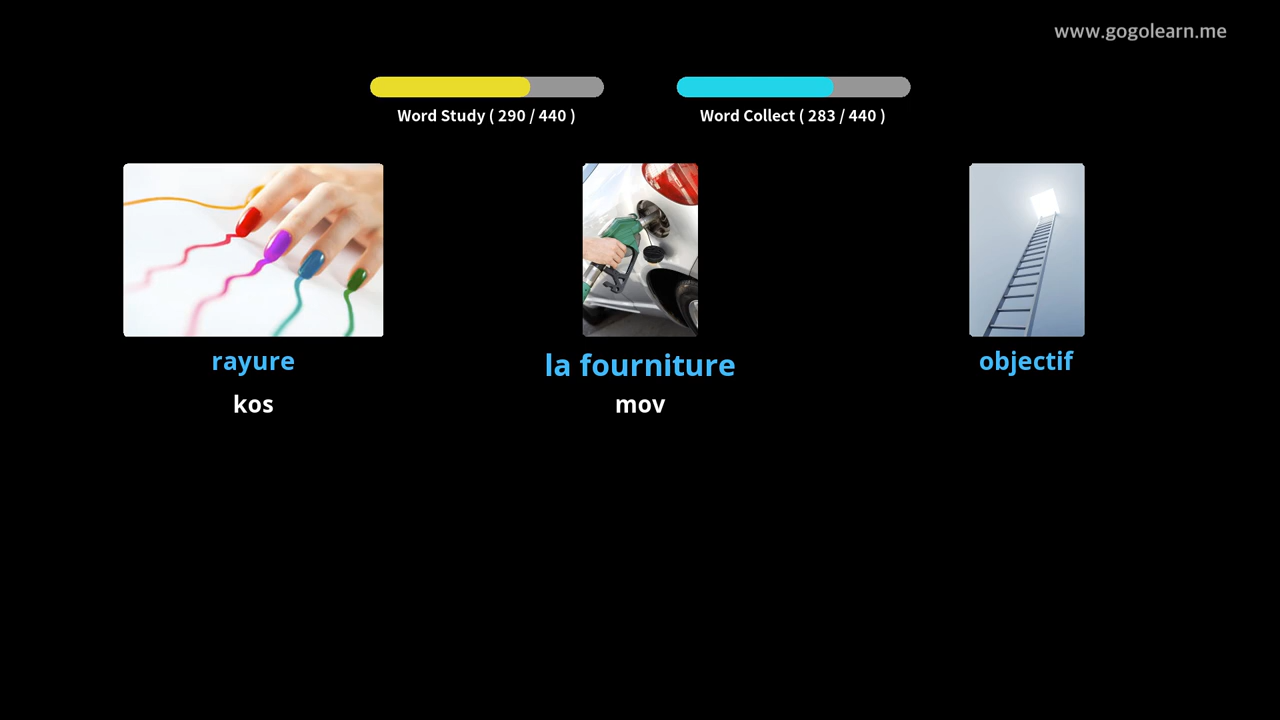 www.gogolearn.me
Word Study ( 290 / 440 )
Word Collect ( 283 / 440 )
rayure
la fourniture
objectif
kos
mov